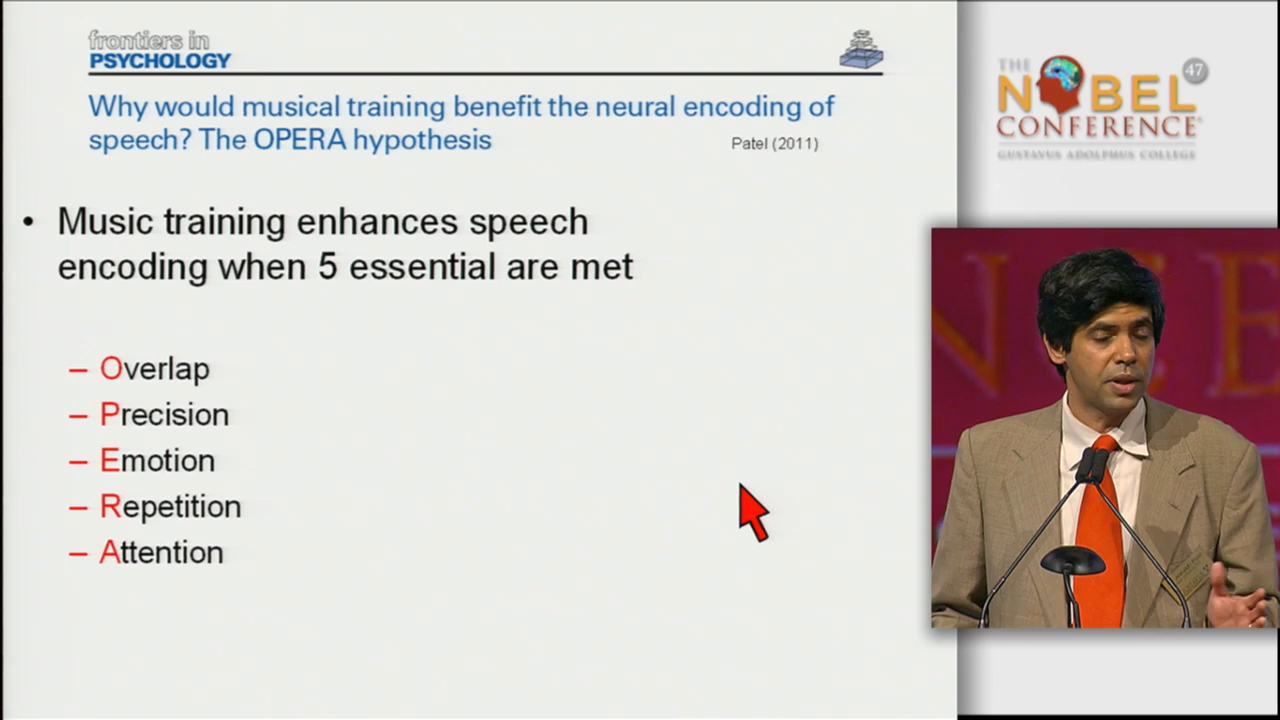 frontiers in
PSYCHOLOGY
Why would musical training benefit the neural encoding of
speech? The OPERA hypothesis
Patel (2011)
• Music training enhances speech
encoding when 5 essential are met
– Overlap
– Precision
– Emotion
– Repetition
– Attention
THE
NOBEL 47
CONFERENCE
GUSTAVUS ADOLPHUS COLLEGE